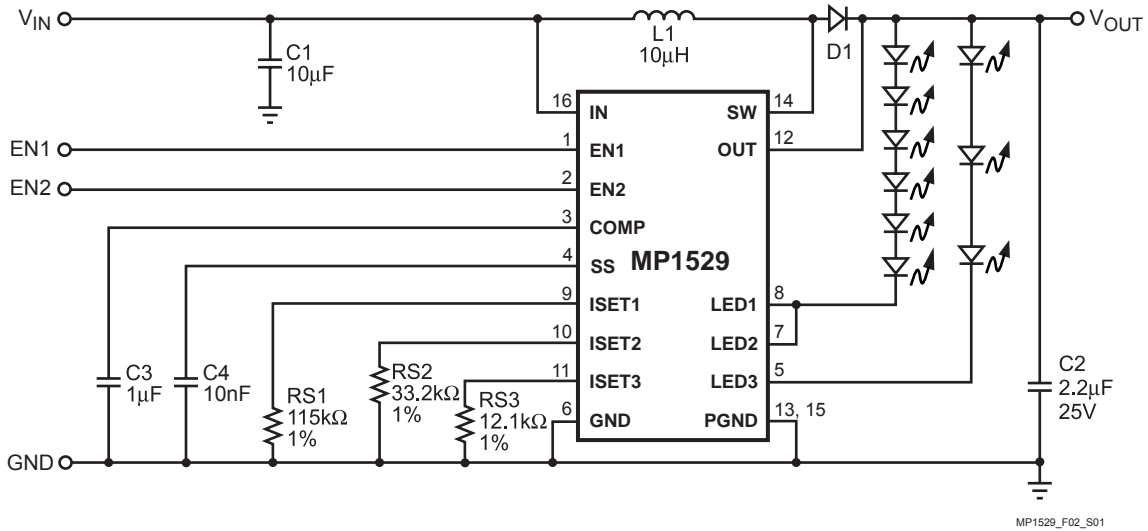 VIN
VOUT
C1
10µF
L1
10µH
D1
16
IN
SW
14
EN1
1
EN1
OUT
12
EN2
2
EN2
3
COMP
4
SS
MP1529
9
ISET1
LED1
8
10
ISET2
LED2
7
11
ISET3
LED3
5
6
GND
PGND
13, 15
C3
1µF
C4
10nF
RS1
115kΩ
1%
RS2
33.2kΩ
1%
RS3
12.1kΩ
1%
C2
2.2µF
25V
GND
MP1529_F02_S01